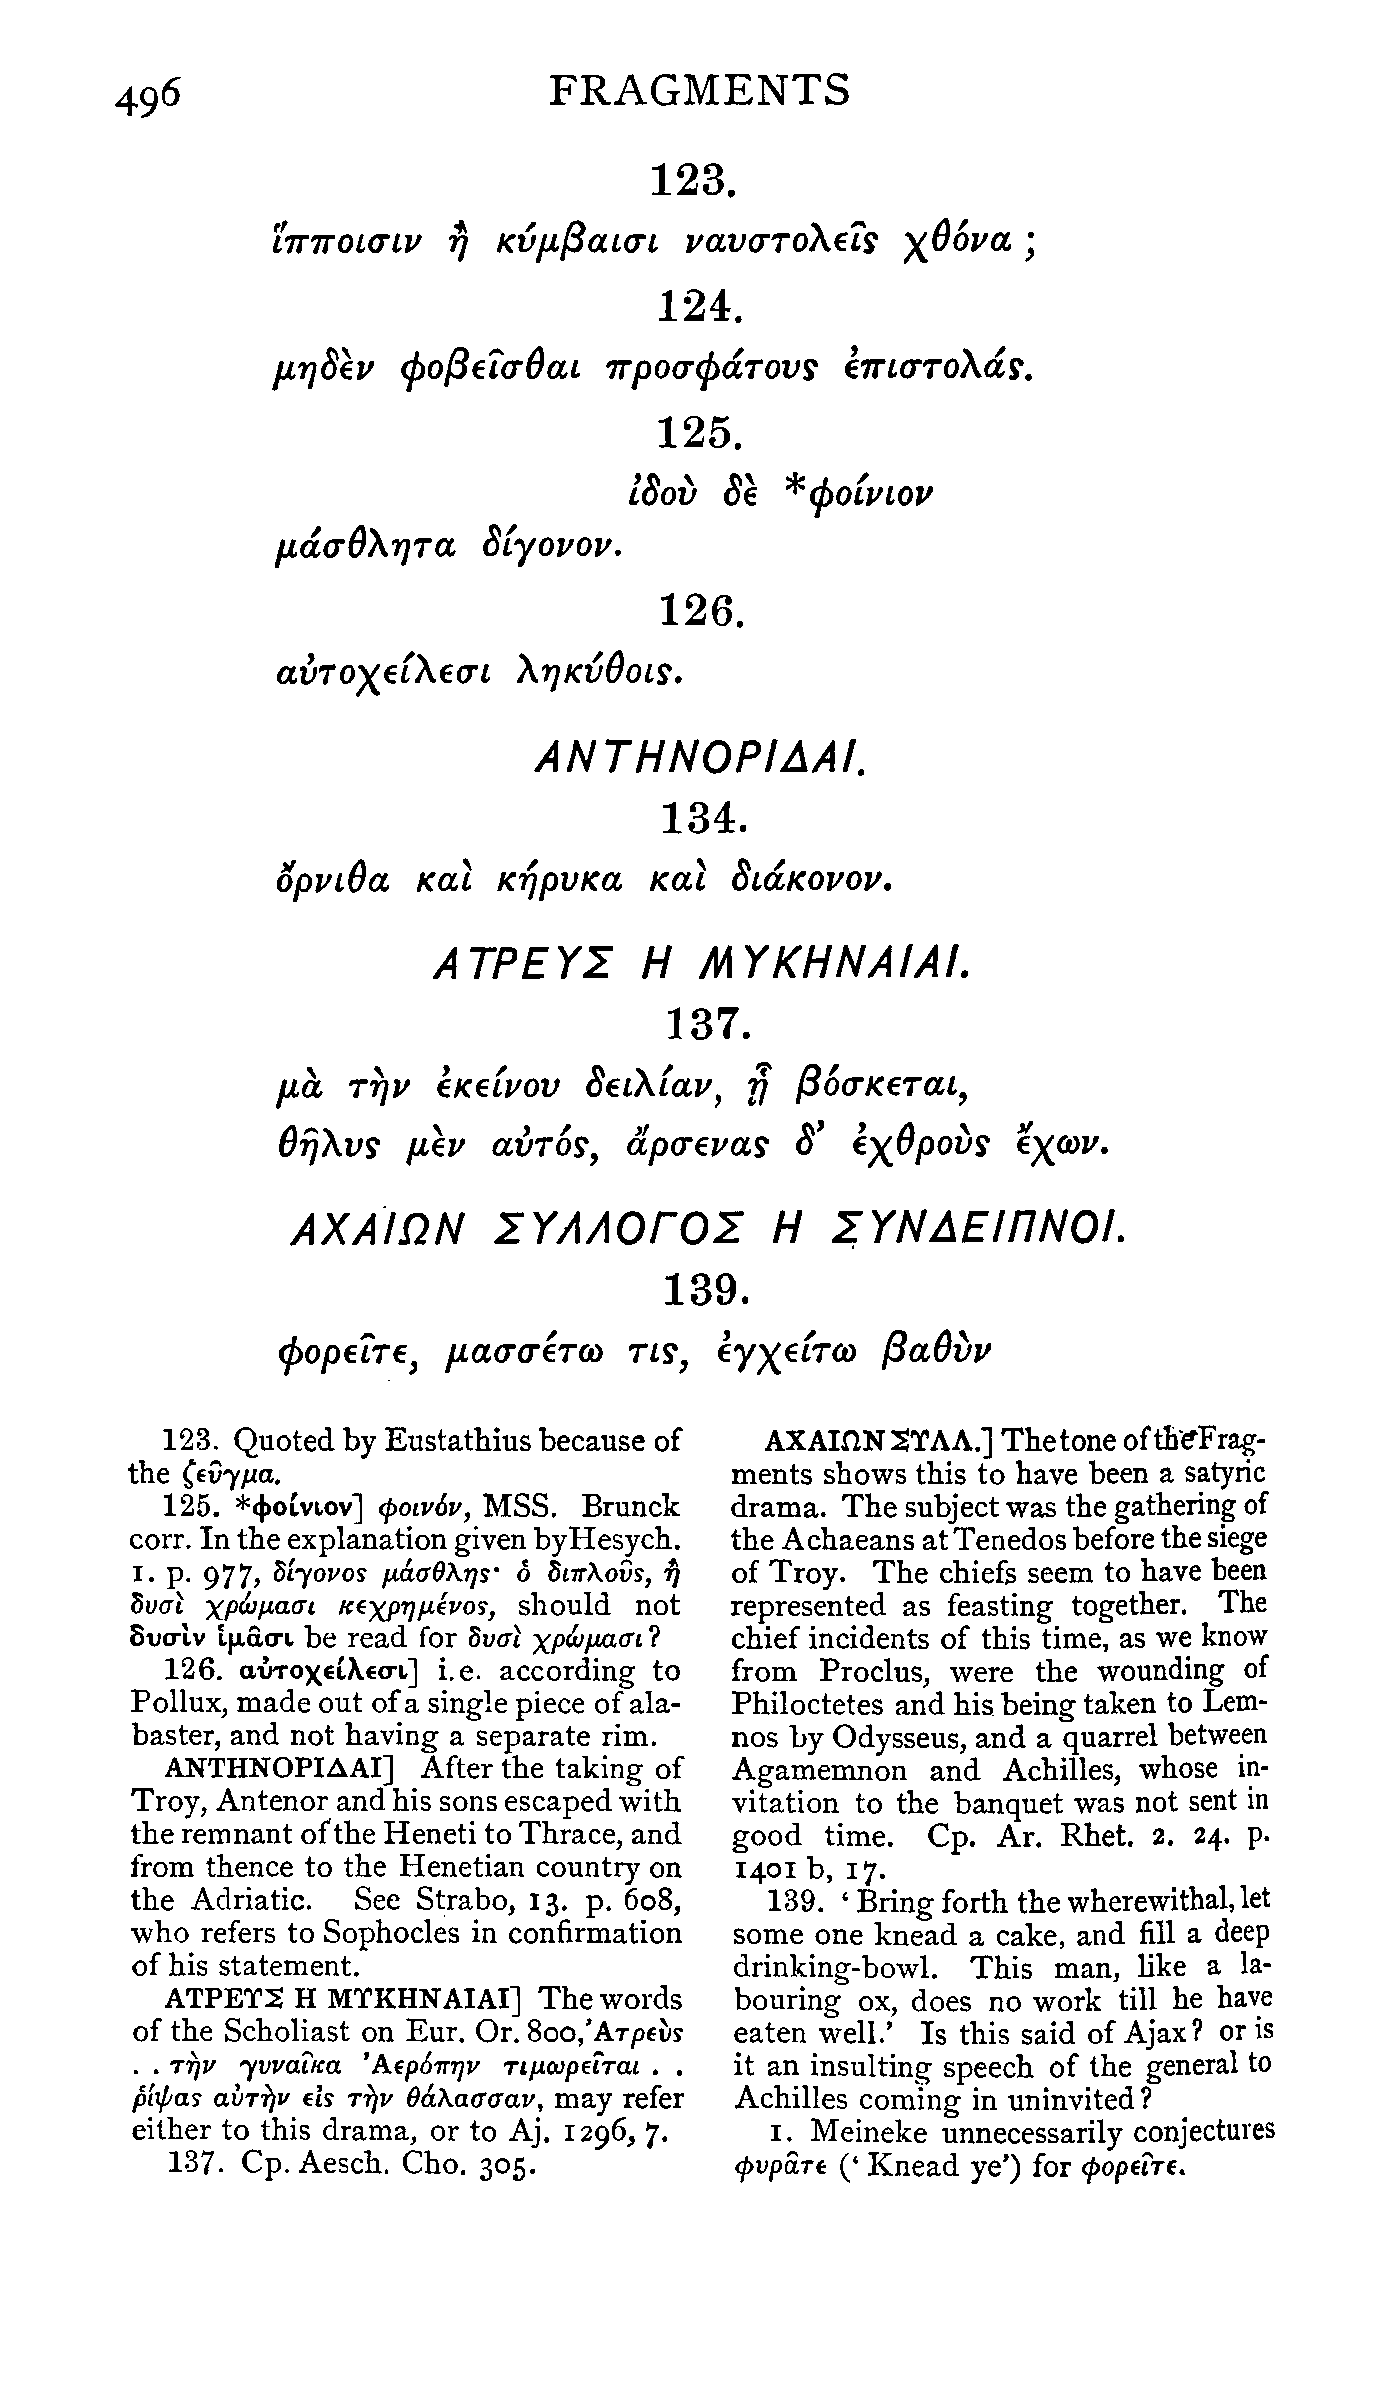 496
FRAGMENTS
123.
ἵπποισιν ἢ κύμβαισι ναυστολεῖς χθόνα ;
124.
μηδὲν φοβεῖσθαι προσφάτους ἐπιστολάς.
125.
ἰδοὺ δὲ *φοίνιον
μάσθλητα δίγονον.
126.
αὐτοχείλεσι ληκύθοις.
ΑΝΤΗΝΟΡΙΔΑΙ.
134.
ὄρνιθα καὶ κήρυκα καὶ διάκονον.
ΑΤΡΕΥΣ Η ΜΥΚΗΝΑΙΑΙ.
137.
μὰ τὴν ἐκείνου δειλίαν, ᾗ βόσκεται,
θῆλυς μὲν αὐτός, ἄρσενας δ’ ἐχθροὺς ἔχων.
ΑΧΑΙΩΝ ΣΥΛΛΟΓΟΣ Η ΣΥΝΔΕΙΠΝΟΙ.
139.
φορεῖτε, μασσέτω τις, ἐγχείτω βαθὺν
123. Quoted by Eustathius because of
the ζεῦγμα.
125. *φοίνιον] φοινόν, MSS. Brunck
corr. In the explanation given by Hesych.
1. p. 977, δίγονος μάσθλης· ὁ διπλοῦς, ἢ
δυσὶ χρώμασι κεχρημένος, should not
δυσὶν ἱμᾶσι be read for δυσὶ χρώμασι?
126. αὐτοχείλεσι] i.e. according to
Pollux, made out of a single piece of ala-
baster, and not having a separate rim.
ΑΝΤΗΝΟΡΙΔΑΙ] After the taking of
Troy, Antenor and his sons escaped with
the remnant of the Heneti to Thrace, and
from thence to the Henetian country on
the Adriatic. See Strabo, 13. p. 608,
who refers to Sophocles in confirmation
of his statement.
ΑΤΡΕΥΣ Η ΜΥΚΗΝΑΙΑΙ] The words
of the Scholiast on Eur. Or. 800, Ἀτρεὺς
. . τὴν γυναῖκα Ἀερόπην τιμωρεῖται . .
ῥίψας αὐτὴν εἰς τὴν θάλασσαν, may refer
either to this drama, or to Aj. 1296, 7.
137. Cp. Aesch. Cho. 305.
ΑΧΑΙΩΝ ΣΥΛΛ.] The tone of the Frag-
ments shows this to have been a satyric
drama. The subject was the gathering of
the Achaeans at Tenedos before the siege
of Troy. The chiefs seem to have been
represented as feasting together. The
chief incidents of this time, as we know
from Proclus, were the wounding of
Philoctetes and his being taken to Lem-
nos by Odysseus, and a quarrel between
Agamemnon and Achilles, whose in-
vitation to the banquet was not sent in
good time. Cp. Ar. Rhet. 2. 24. p.
1401 b, 17.
139. ‘ Bring forth the wherewithal, let
some one knead a cake, and fill a deep
drinking-bowl. This man, like a la-
bouring ox, does no work till he have
eaten well.’ Is this said of Ajax? or is
it an insulting speech of the general to
Achilles coming in uninvited?
1. Meineke unnecessarily conjectures
φυρᾶτε (‘ Knead ye’) for φορεῖτε.